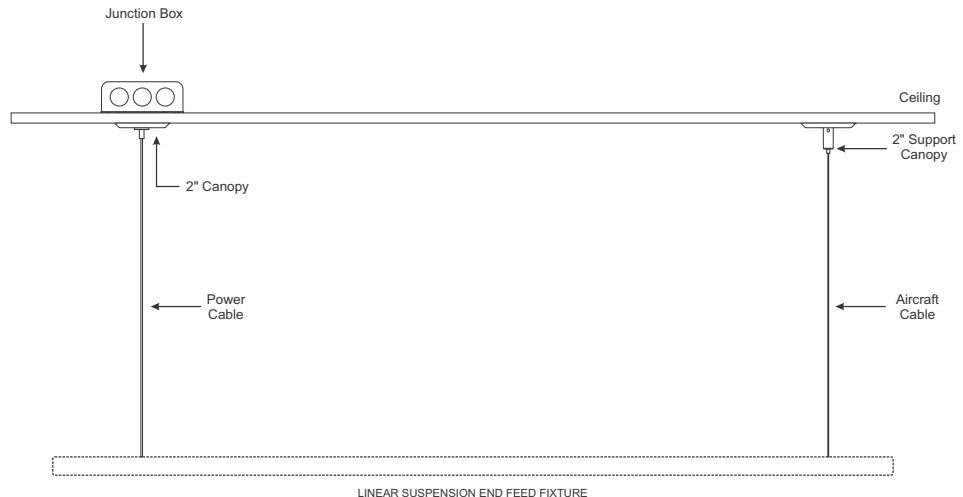 Junction Box
Ceiling
2" Support
Canopy
2" Canopy
Power
Cable
Aircraft
Cable
LINEAR SUSPENSION END FEED FIXTURE